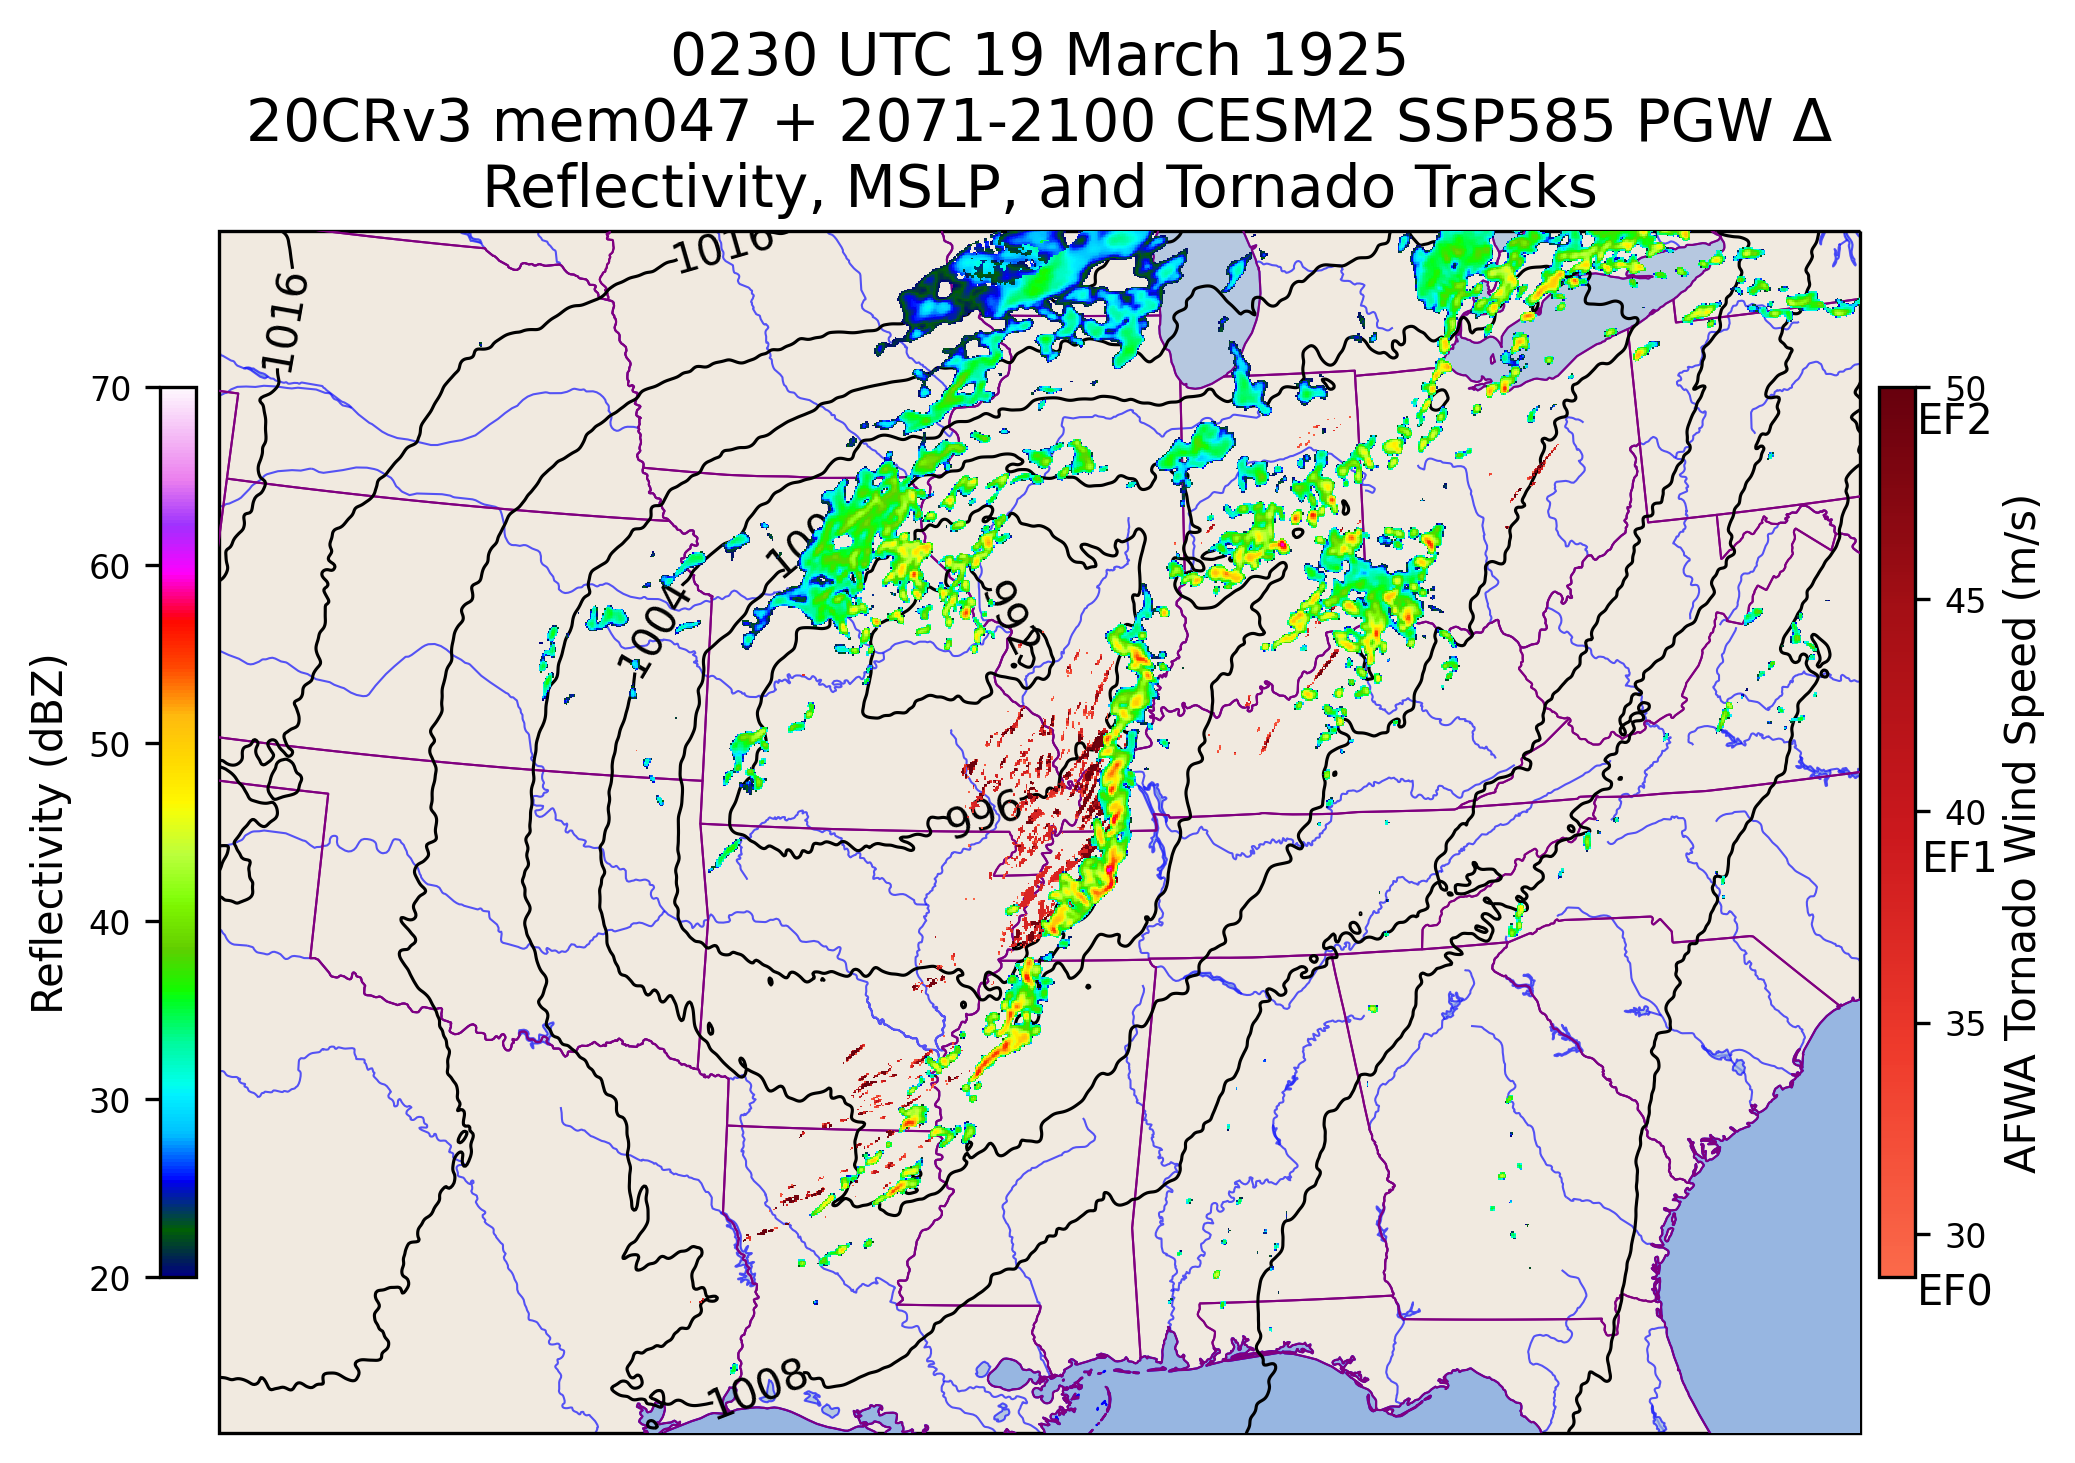 0230 UTC 19 March 1925
20CRv3 mem047 + 2071-2100 CESM2 SSP585 PGW Δ
Reflectivity, MSLP, and Tornado Tracks
1016
1016
1004
996
1008
70
60
50
40
30
20
Reflectivity (dBZ)
50
EF2
45
40
EF1
35
30
EF0
AFWA Tornado Wind Speed (m/s)